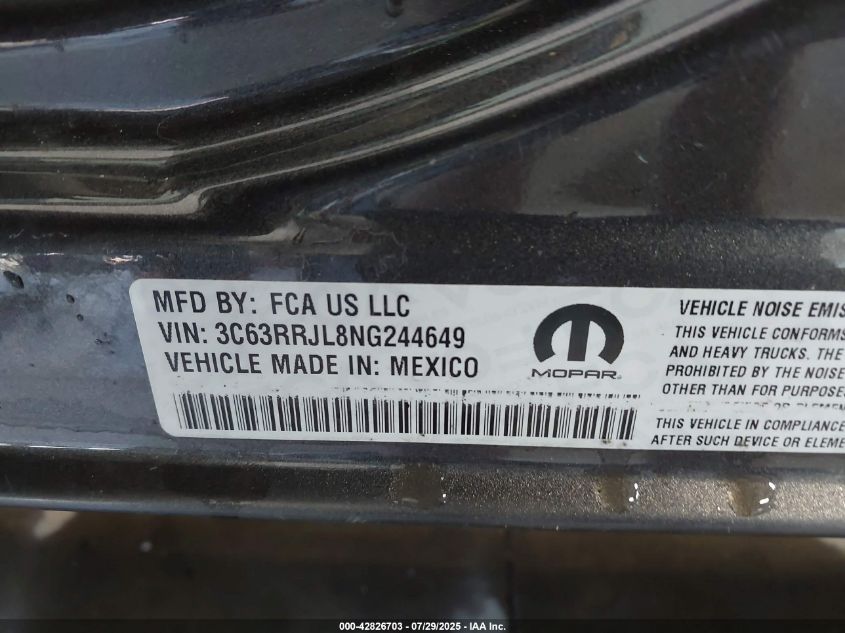 MFD BY: FCA US LLC
VIN: 3C63RRJL8NG244649
VEHICLE MADE IN: MEXICO
MOPAR
VEHICLE NOISE EMIS
THIS VEHICLE CONFORMS
AND HEAVY TRUCKS. THE
PROHIBITED BY THE NOISE
OTHER THAN FOR PURPOSE
THIS VEHICLE IN COMPLIANCE
AFTER SUCH DEVICE OR ELEME
000-42826703 - 07/29/2025 - IAA Inc.